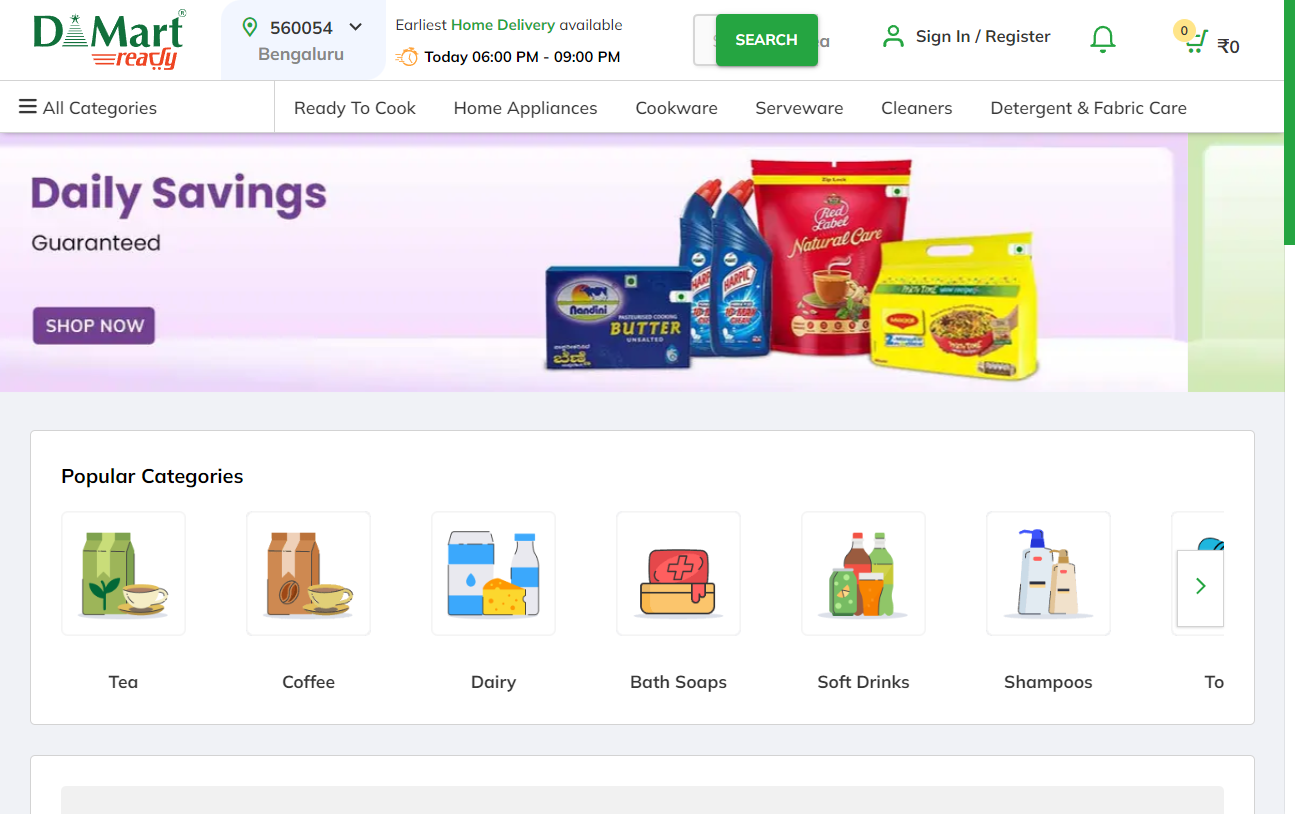 D Mart®
ready
560054
Bengaluru
Earliest Home Delivery available
Today 06:00 PM - 09:00 PM
SEARCH
Sign In / Register
0
₹0
All Categories
Ready To Cook
Home Appliances
Cookware
Serveware
Cleaners
Detergent & Fabric Care
Daily Savings
Guaranteed
SHOP NOW
Nandini
PASTEURISED COOKING
BUTTER
UNSALTED
ಬೆಣ್ಣೆ
HARPIC
HARPIC
Zip Lock
Red
Label
Natural Care
MAGGI
Popular Categories
Tea
Coffee
Dairy
Bath Soaps
Soft Drinks
Shampoos
To